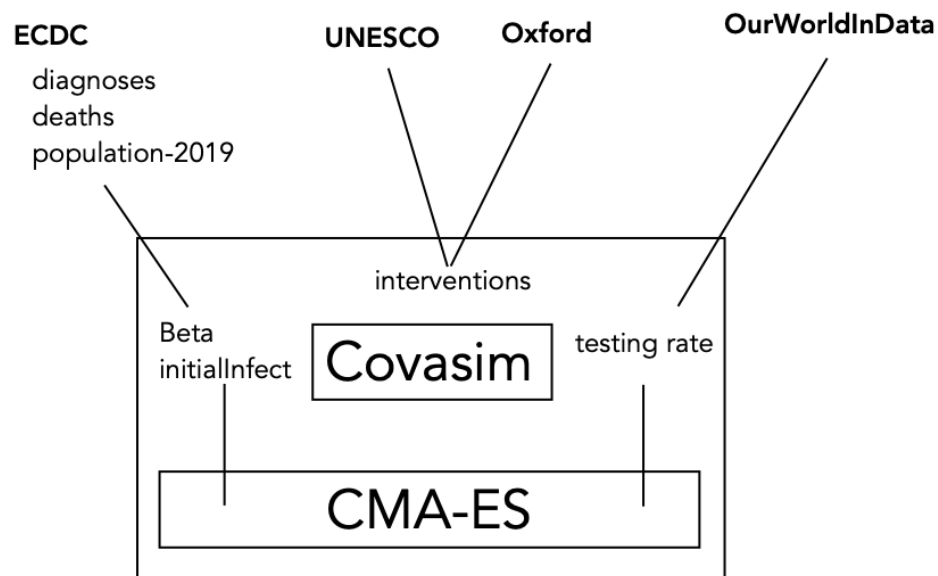 ECDC
diagnoses
deaths
population-2019
UNESCO
Oxford
OurWorldInData
interventions
Beta
initialInfect
Covasim
testing rate
CMA-ES